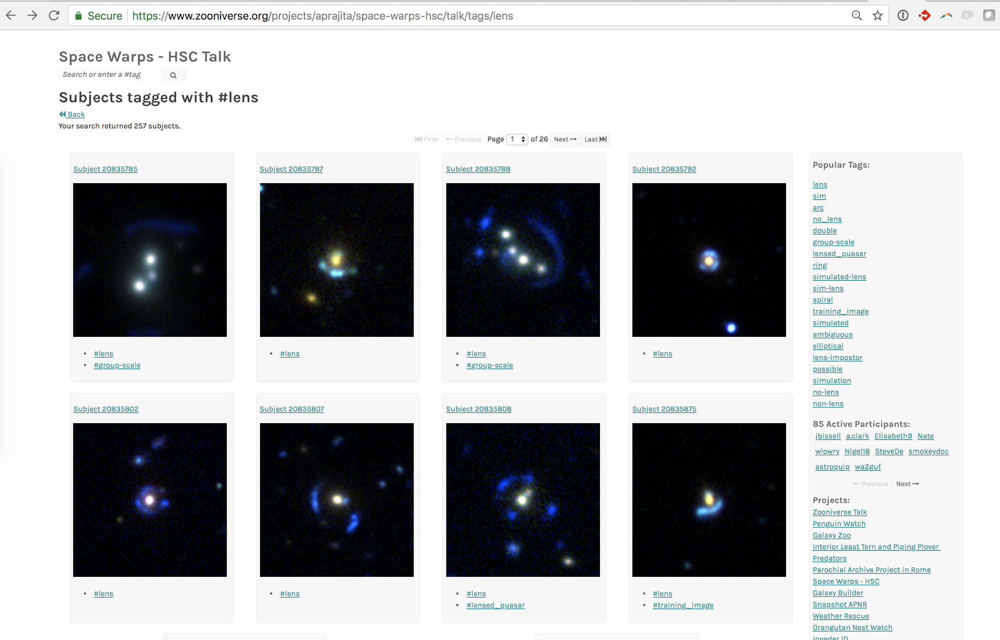 Secure https://www.zooniverse.org/projects/aprajita/space-warps-hsc/talk/tags/lens
Space Warps - HSC Talk
Search or enter a #tag
Subjects tagged with #lens
Back
Your search returned 257 subjects.
First Previous Page 1 of 26 Next Last
Subject 20835785
#lens
#group-scale
Subject 20835787
#lens
Subject 20835788
#lens
#group-scale
Subject 20835792
#lens
Subject 20835802
#lens
Subject 20835807
#lens
Subject 20835808
#lens
#lensed_quasar
Subject 20835875
#lens
#training_image
Popular Tags:
lens
sim
arc
no_lens
double
group-scale
lensed_quasar
ring
simulated-lens
sim-lens
spiral
training_image
simulated
ambiguous
elliptical
lens-impostor
possible
simulation
no-lens
non-lens
85 Active Participants:
jbissell a.clark ElisabethB Nate
wlowry Nigel18 SteveDe smokeydoc
astroquip wa2guf
Previous Next
Projects:
Zooniverse Talk
Penguin Watch
Galaxy Zoo
Interior Least Tern and Piping Plover
Predators
Parochial Archive Project in Rome
Space Warps - HSC
Galaxy Builder
Snapshot APNR
Weather Rescue
Orangutan Nest Watch
Invader ID